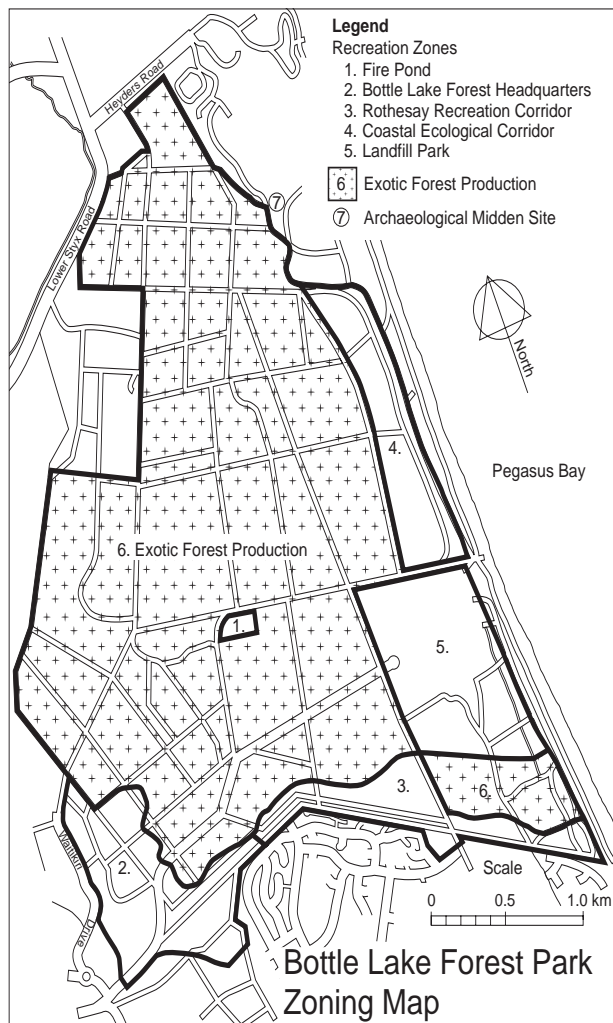 Legend
Recreation Zones
1. Fire Pond
2. Bottle Lake Forest Headquarters
3. Rothesay Recreation Corridor
4. Coastal Ecological Corridor
5. Landfill Park
6 Exotic Forest Production
7 Archaeological Midden Site
Heyders Road
7
Lower Styx Road
North
4.
Pegasus Bay
6. Exotic Forest Production
1.
5.
3.
6.
2.
Waitikiri
Drive
Scale
0 0.5 1.0 km
Bottle Lake Forest Park
Zoning Map